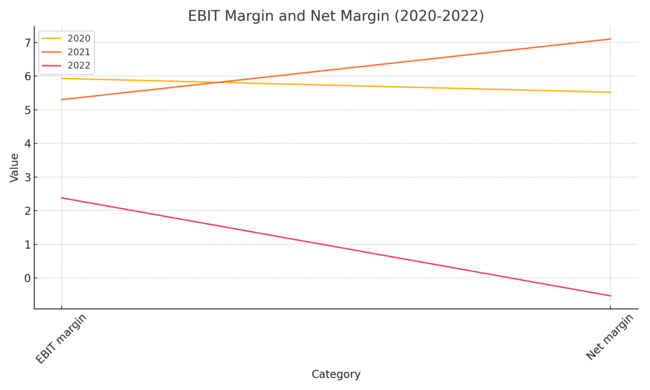 EBIT Margin and Net Margin (2020-2022)
2020
2021
2022
7
6
5
4
3
2
1
0
Value
EBIT margin
Net margin
Category